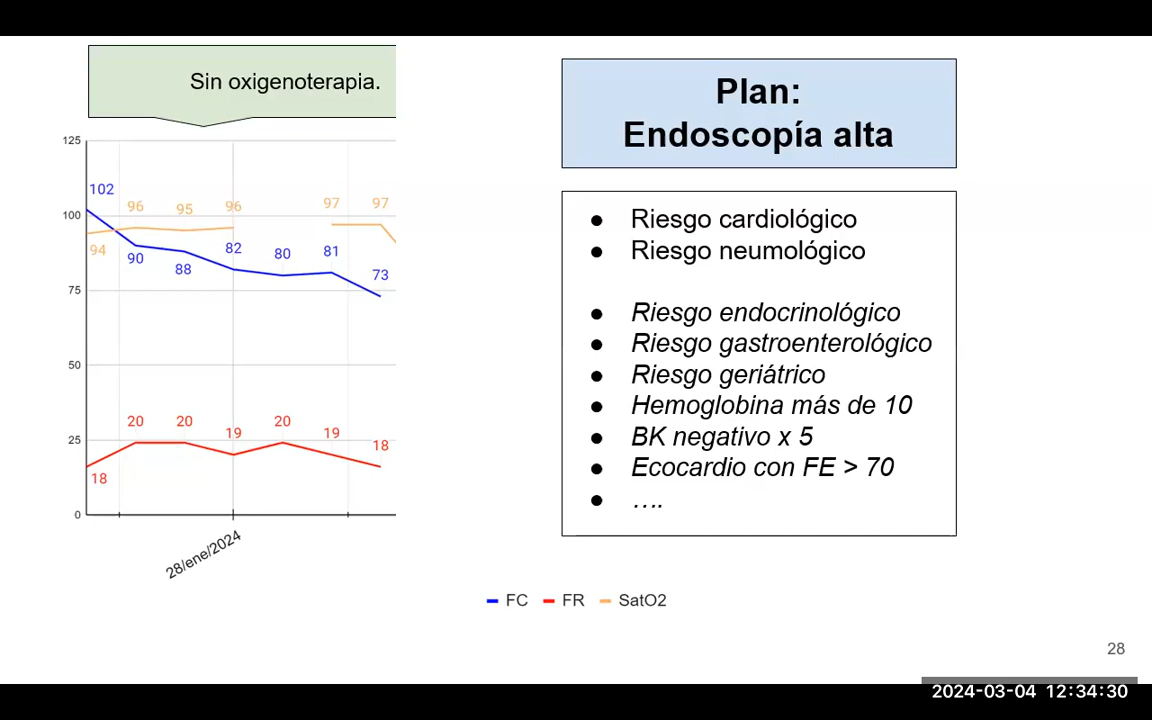 Sin oxigenoterapia.
Plan:
Endoscopía alta
125
100
75
50
25
0
102
90
88
82
80
81
73
94
96
95
96
97
97
18
20
20
19
20
19
18
28/ene/2024
● Riesgo cardiológico
● Riesgo neumológico
● Riesgo endocrinológico
● Riesgo gastroenterológico
● Riesgo geriátrico
● Hemoglobina más de 10
● BK negativo x 5
● Ecocardio con FE > 70
● ….
FC FR SatO2
28
2024-03-04 12:34:30